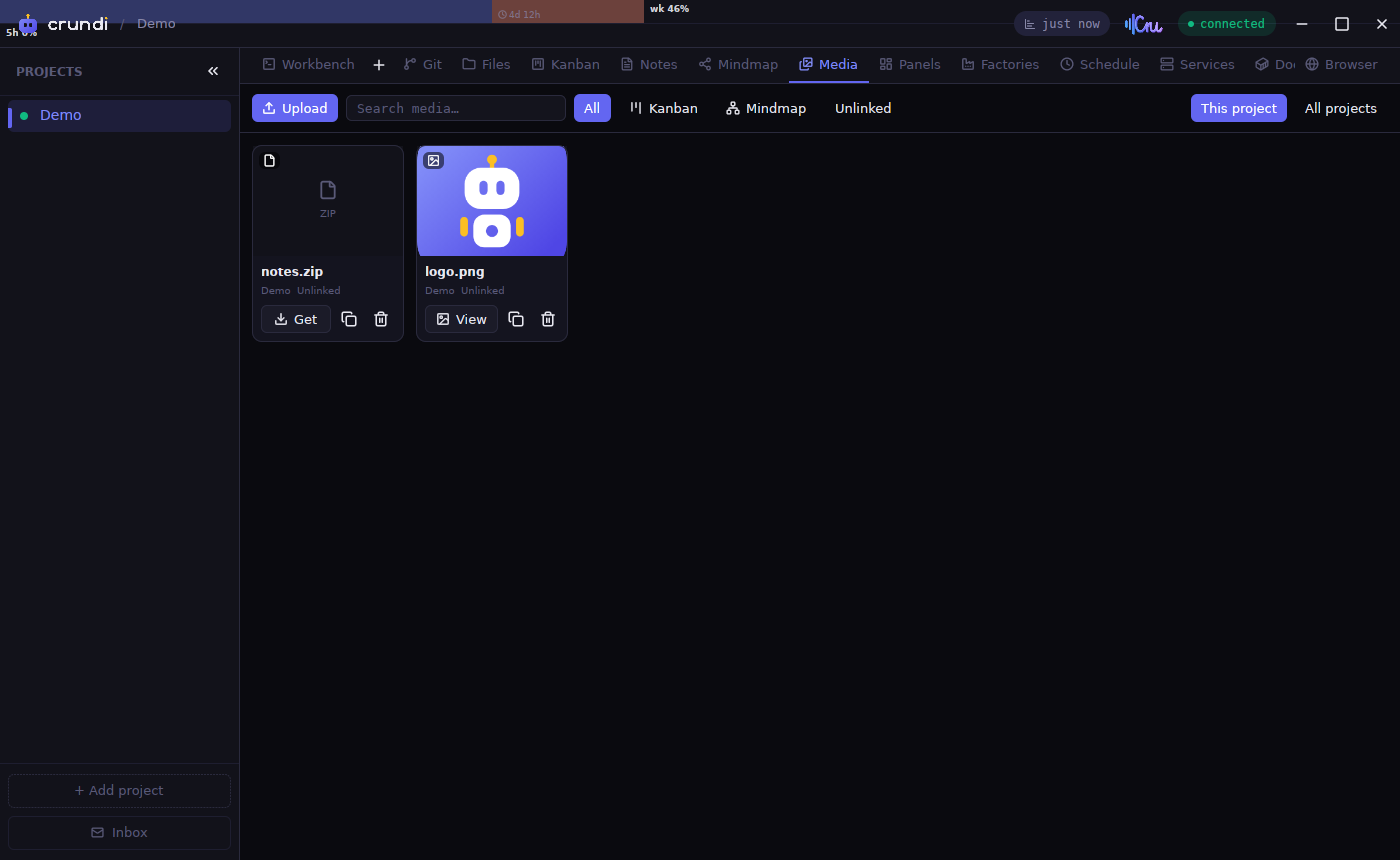 4d 12h
wk 46%
crundi / Demo
just now
Cru
connected
PROJECTS
Workbench
Git
Files
Kanban
Notes
Mindmap
Media
Panels
Factories
Schedule
Services
Browser
Demo
Upload
Search media…
All
Kanban
Mindmap
Unlinked
This project
All projects
ZIP
notes.zip
Demo Unlinked
Get
logo.png
Demo Unlinked
View
+ Add project
Inbox